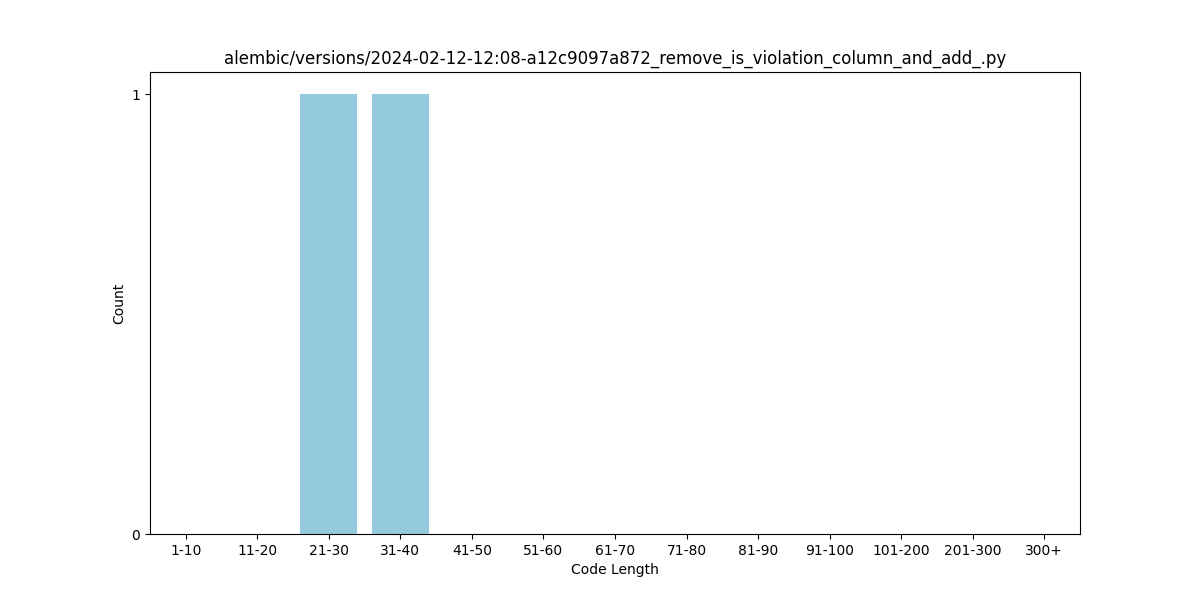 alembic/versions/2024-02-12-12:08-a12c9097a872_remove_is_violation_column_and_add_.py
Count
1
0
1-10 11-20 21-30 31-40 41-50 51-60 61-70 71-80 81-90 91-100 101-200 201-300 300+
Code Length